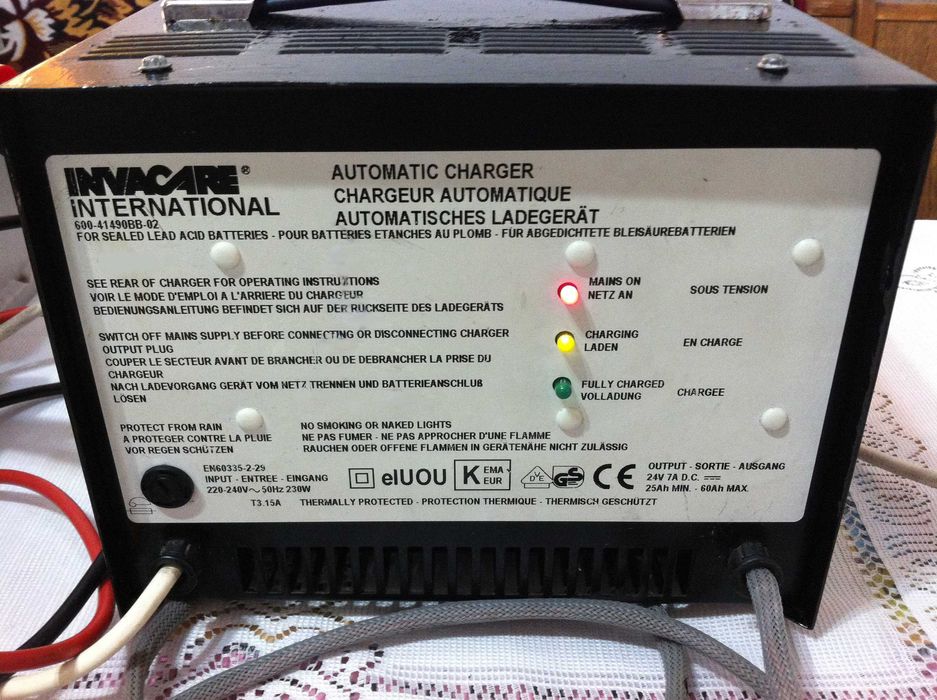 INVACARE®
INTERNATIONAL
600-41490BB-02
AUTOMATIC CHARGER
CHARGEUR AUTOMATIQUE
AUTOMATISCHES LADEGERÄT
FOR SEALED LEAD ACID BATTERIES - POUR BATTERIES ETANCHES AU PLOMB - FÜR ABGEDICHTETE BLEISÄUREBATTERIEN
SEE REAR OF CHARGER FOR OPERATING INSTRUCTIONS
VOIR LE MODE D'EMPLOI A L'ARRIERE DU CHARGEUR
BEDIENUNGSANLEITUNG BEFINDET SICH AUF DER RÜCKSEITE DES LADEGERÄTS
MAINS ON
NETZ AN
SOUS TENSION
SWITCH OFF MAINS SUPPLY BEFORE CONNECTING OR DISCONNECTING CHARGER
OUTPUT PLUG
COUPER LE SECTEUR AVANT DE BRANCHER OU DE DEBRANCHER LA PRISE DU
CHARGEUR
NACH LADEVORGANG GERÄT VOM NETZ TRENNEN UND BATTERIEANSCHLUß
LÖSEN
CHARGING
LADEN
EN CHARGE
FULLY CHARGED
VOLLADUNG
CHARGEE
PROTECT FROM RAIN
A PROTEGER CONTRE LA PLUIE
VOR REGEN SCHÜTZEN
NO SMOKING OR NAKED LIGHTS
NE PAS FUMER - NE PAS APPROCHER D'UNE FLAMME
RAUCHEN ODER OFFENE FLAMMEN IN GERÄTENÄHE NICHT ZULÄSSIG
EN60335-2-29
INPUT - ENTREE - EINGANG
220-240V ~ 50Hz 230W
T3.15A
elUOU
KEMA
EUR
VDE
GS
CE
OUTPUT - SORTIE - AUSGANG
24V 7A D.C. ⎓
25Ah MIN. - 60Ah MAX.
THERMALLY PROTECTED - PROTECTION THERMIQUE - THERMISCH GESCHÜTZT